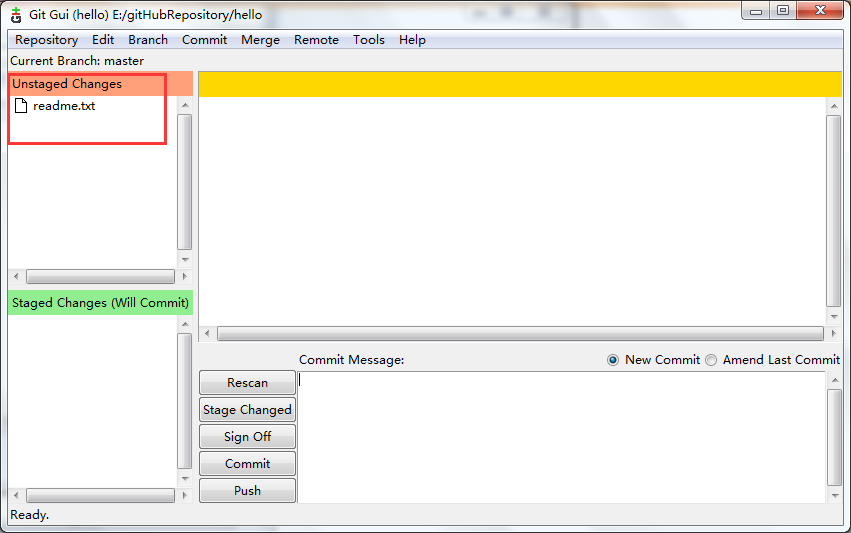 Git Gui (hello) E:/gitHubRepository/hello
Repository Edit Branch Commit Merge Remote Tools Help
Current Branch: master
Unstaged Changes
readme.txt
Staged Changes (Will Commit)
Commit Message:
New Commit
Amend Last Commit
Rescan
Stage Changed
Sign Off
Commit
Push
Ready.